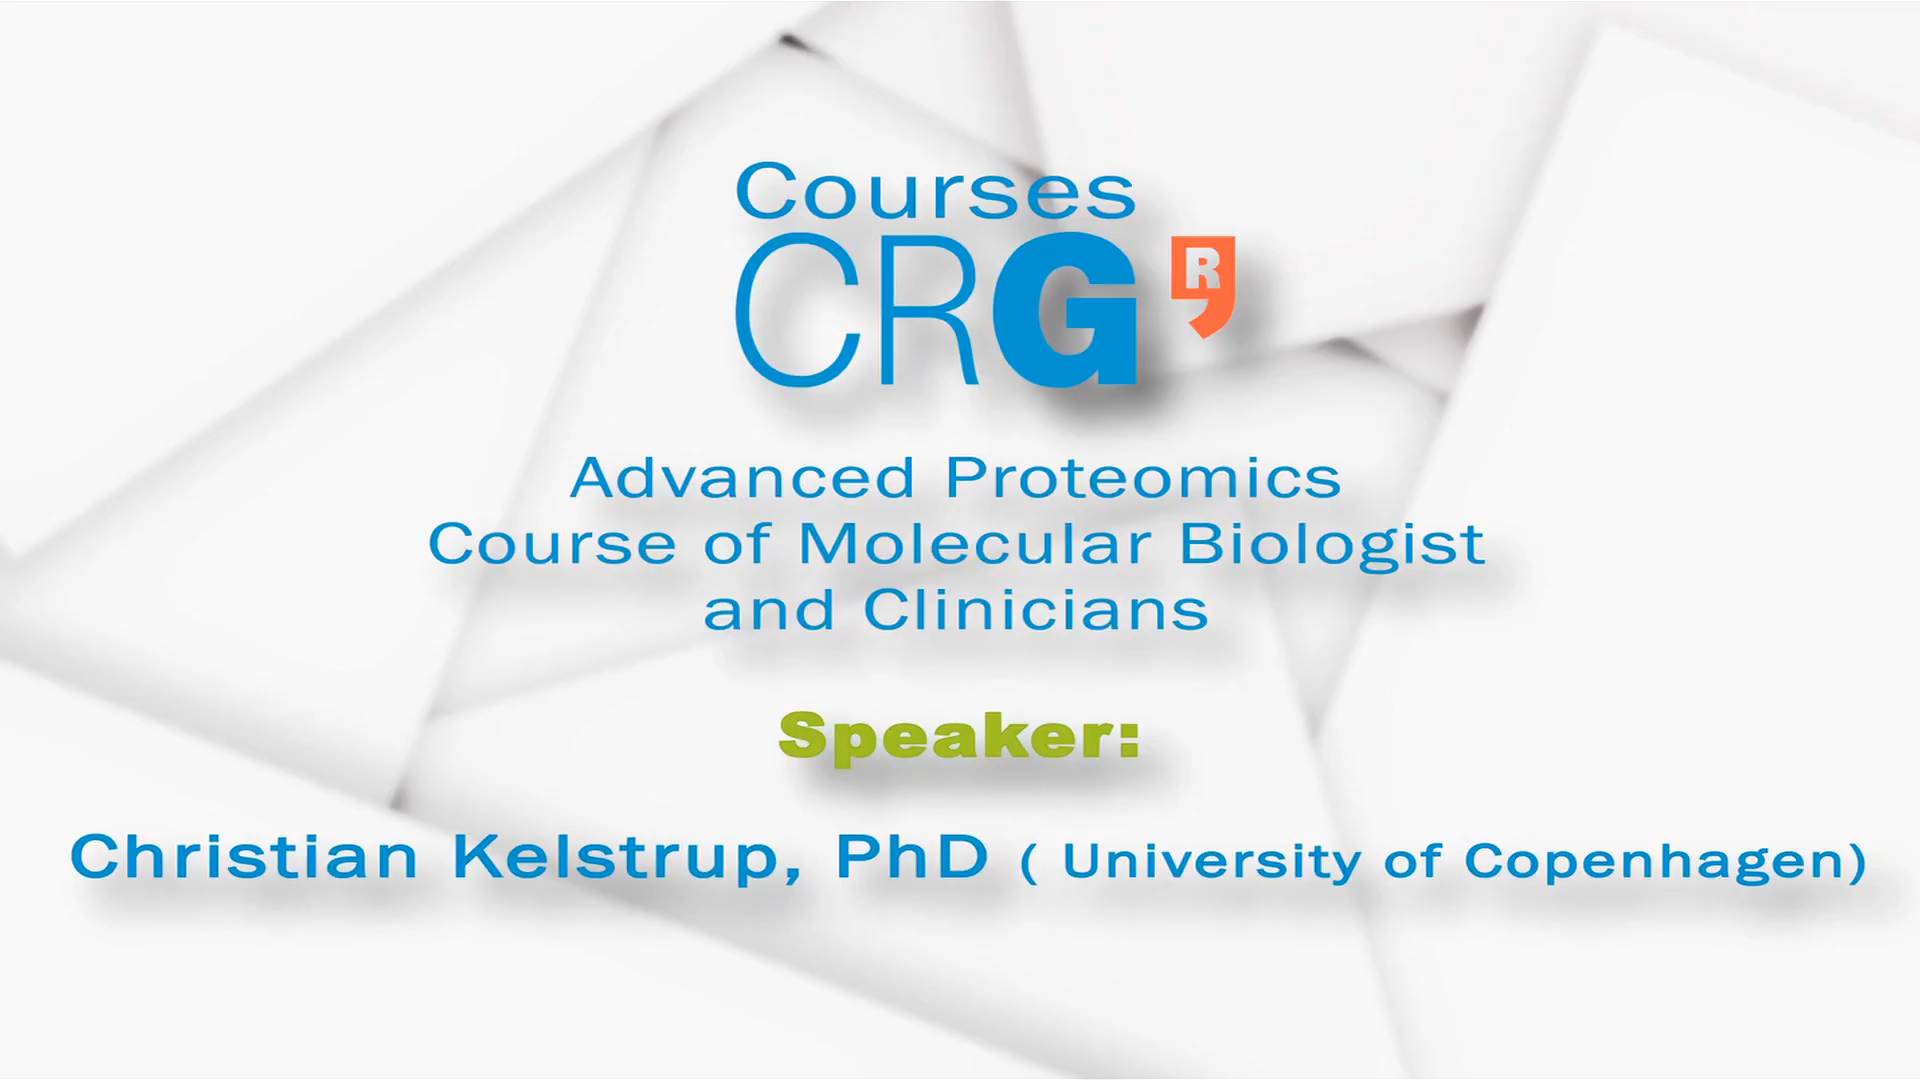 Courses
CRG R
Advanced Proteomics
Course of Molecular Biologist
and Clinicians
Speaker:
Christian Kelstrup, PhD ( University of Copenhagen)